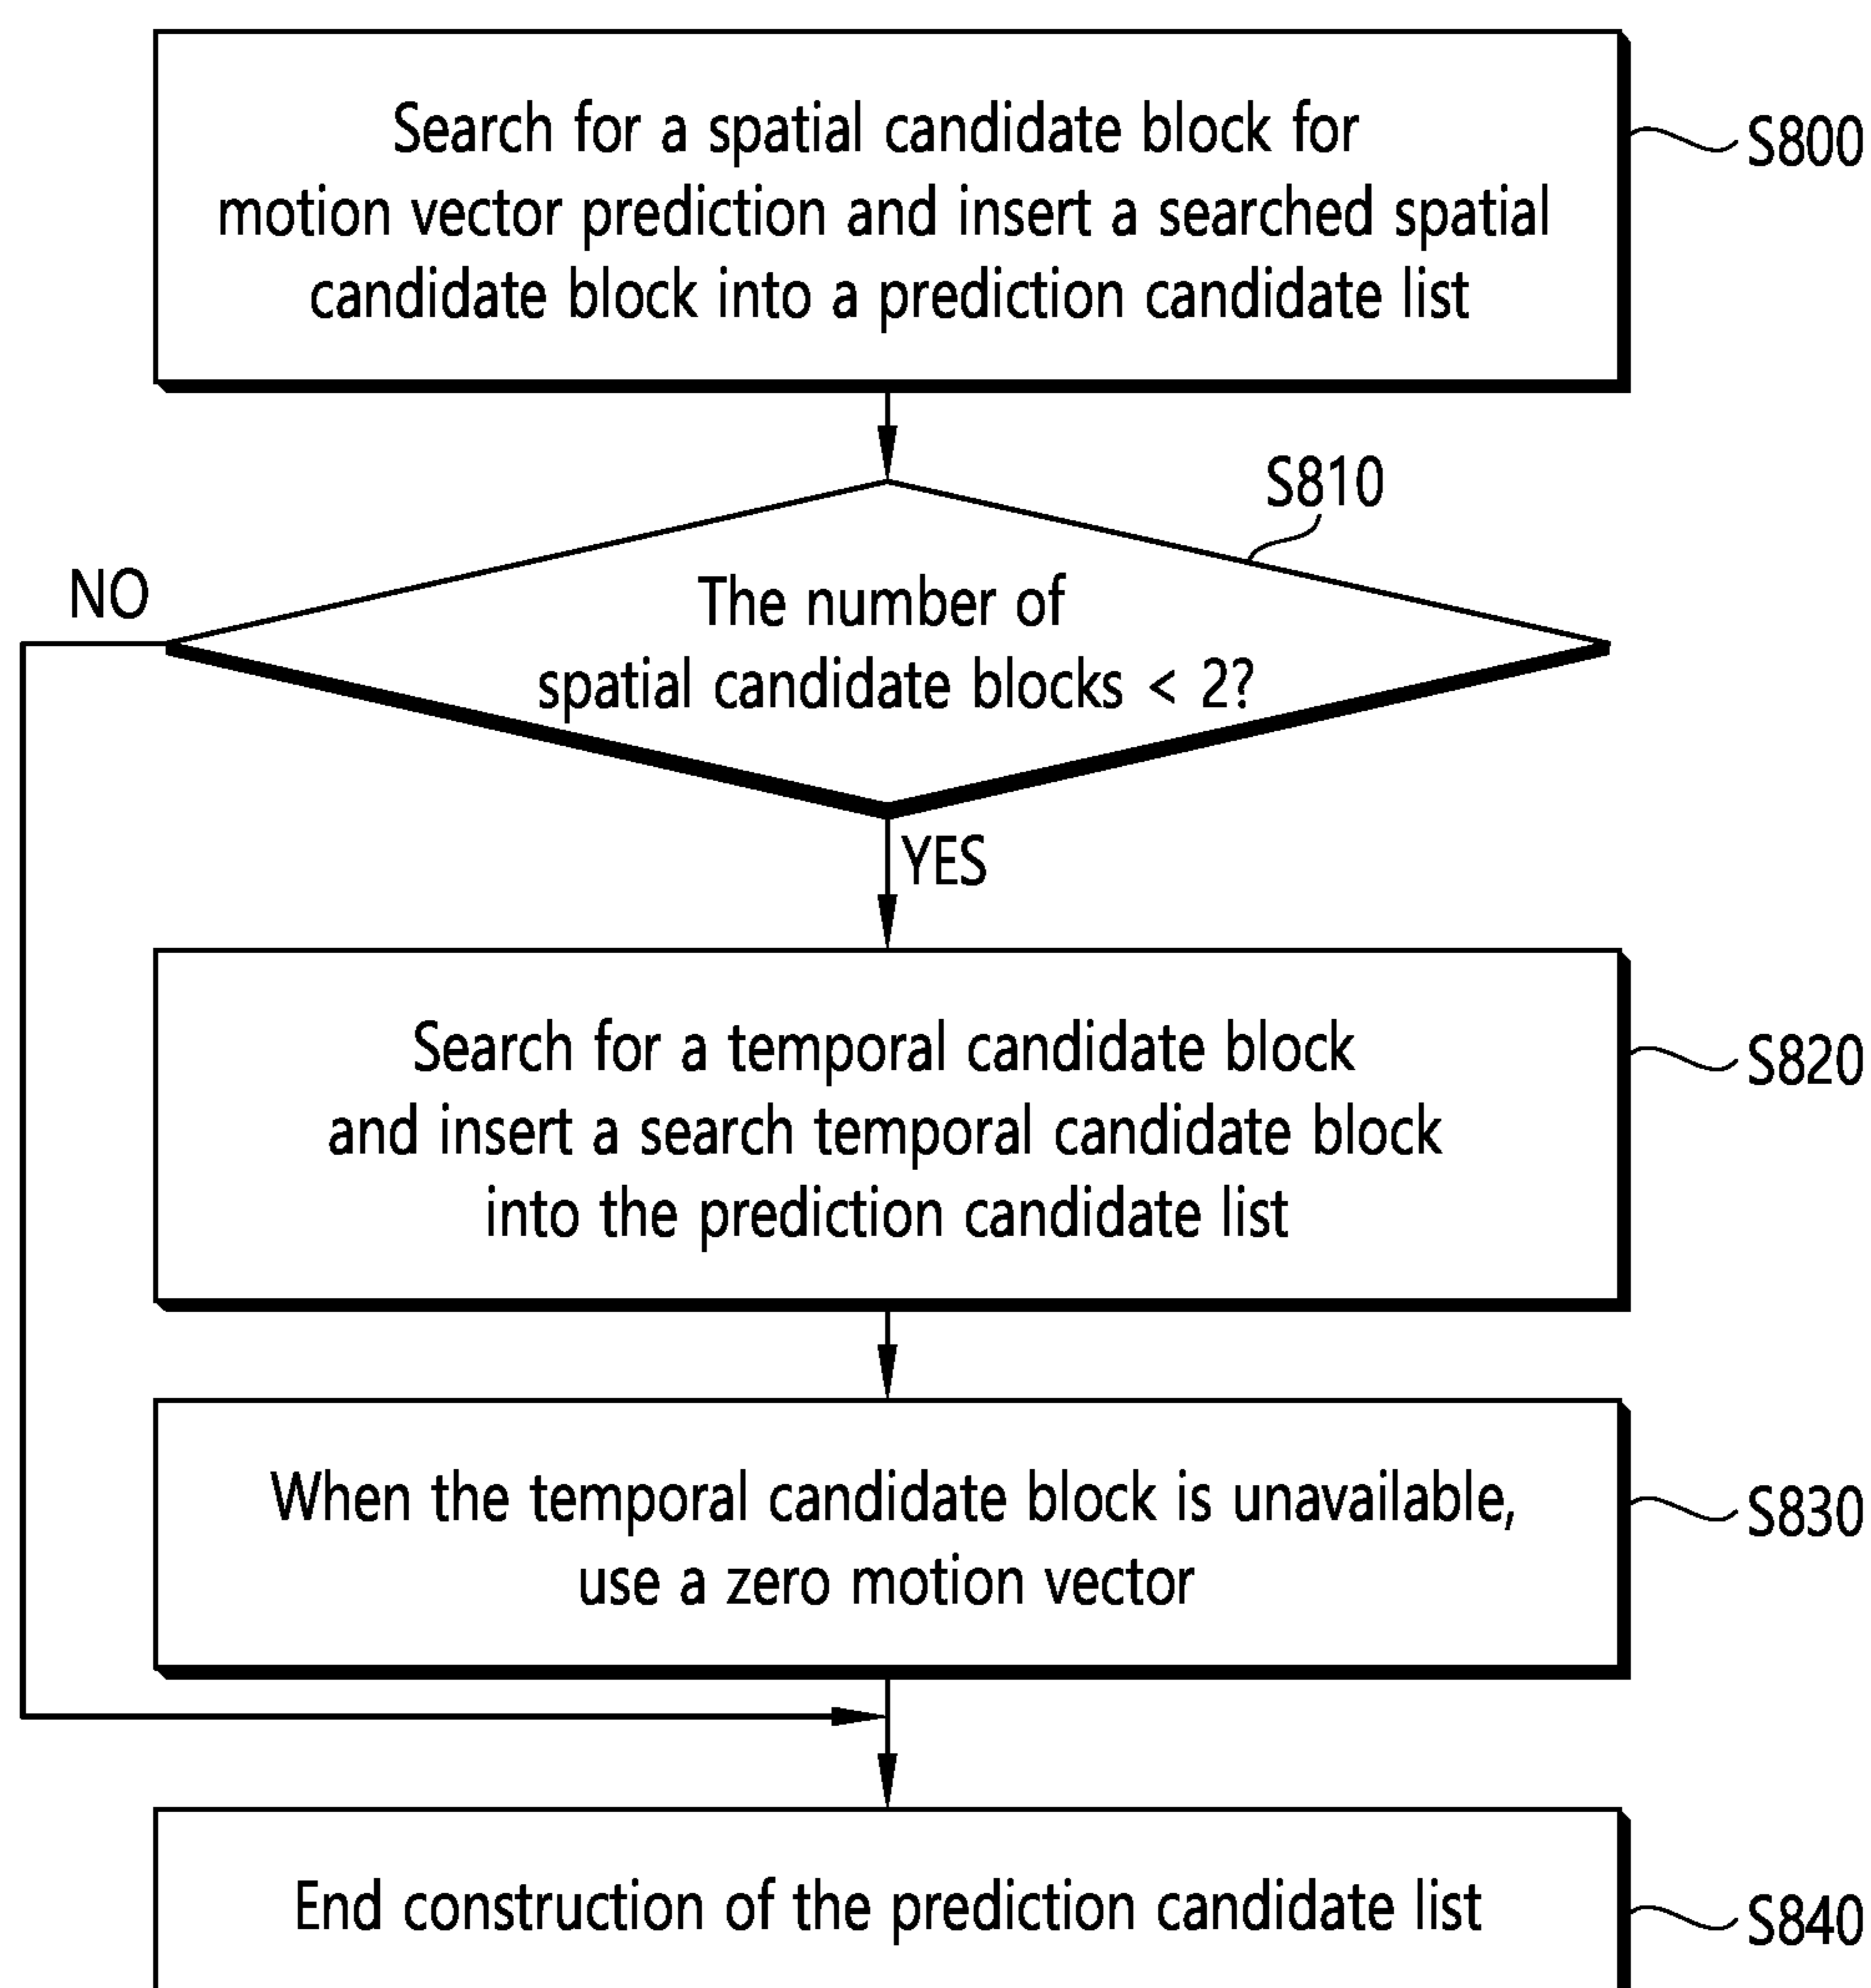 Search for a spatial candidate block for
motion vector prediction and insert a searched spatial
candidate block into a prediction candidate list
S800
S810
The number of
spatial candidate blocks < 2?
NO
YES
Search for a temporal candidate block
and insert a search temporal candidate block
into the prediction candidate list
S820
When the temporal candidate block is unavailable,
use a zero motion vector
S830
End construction of the prediction candidate list
S840